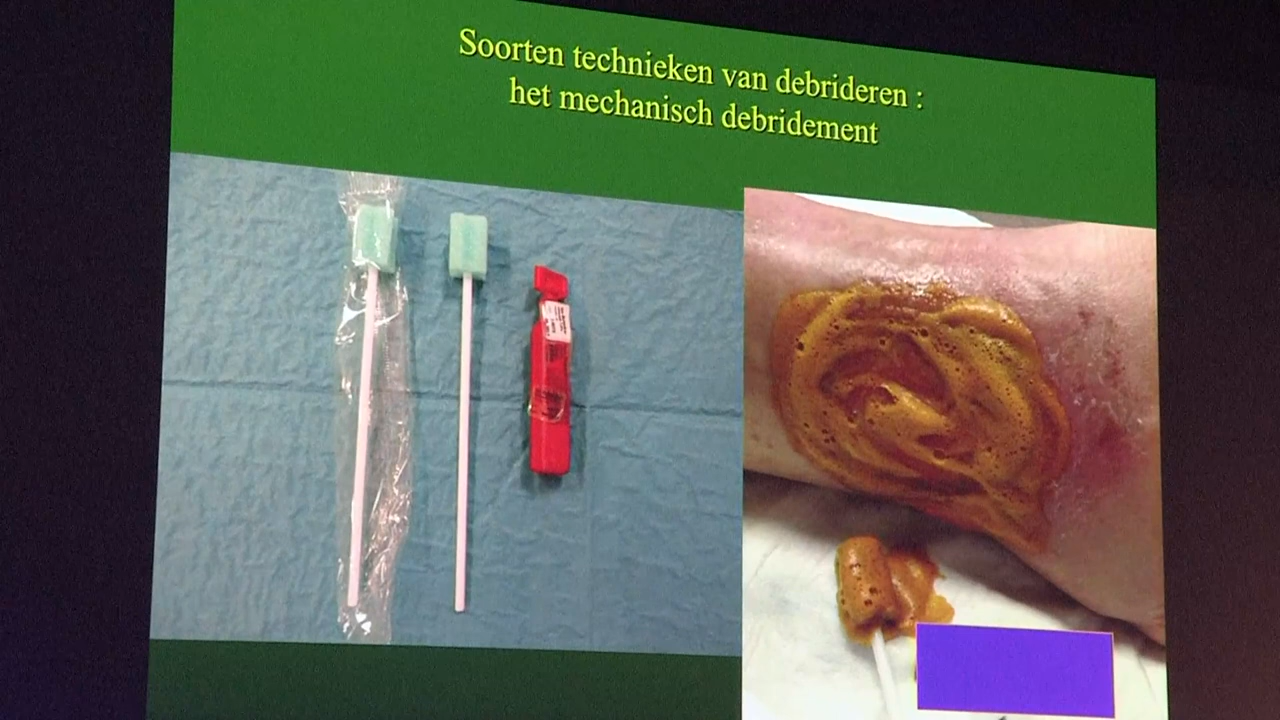 Soorten technieken van debrideren :
het mechanisch debridement